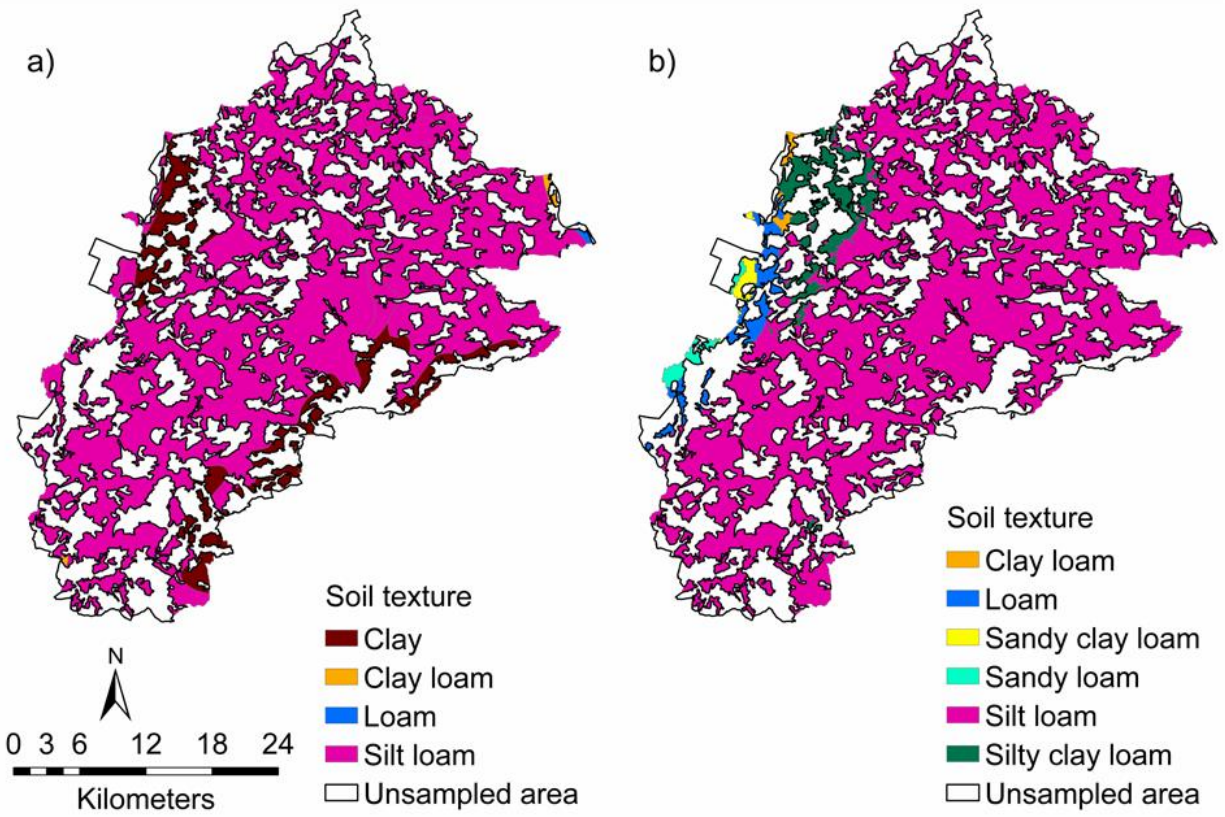 a)
b)
Soil texture
Clay
Clay loam
Loam
Silt loam
Unsampled area
N
0 3 6 12 18 24
Kilometers
Soil texture
Clay loam
Loam
Sandy clay loam
Sandy loam
Silt loam
Silty clay loam
Unsampled area